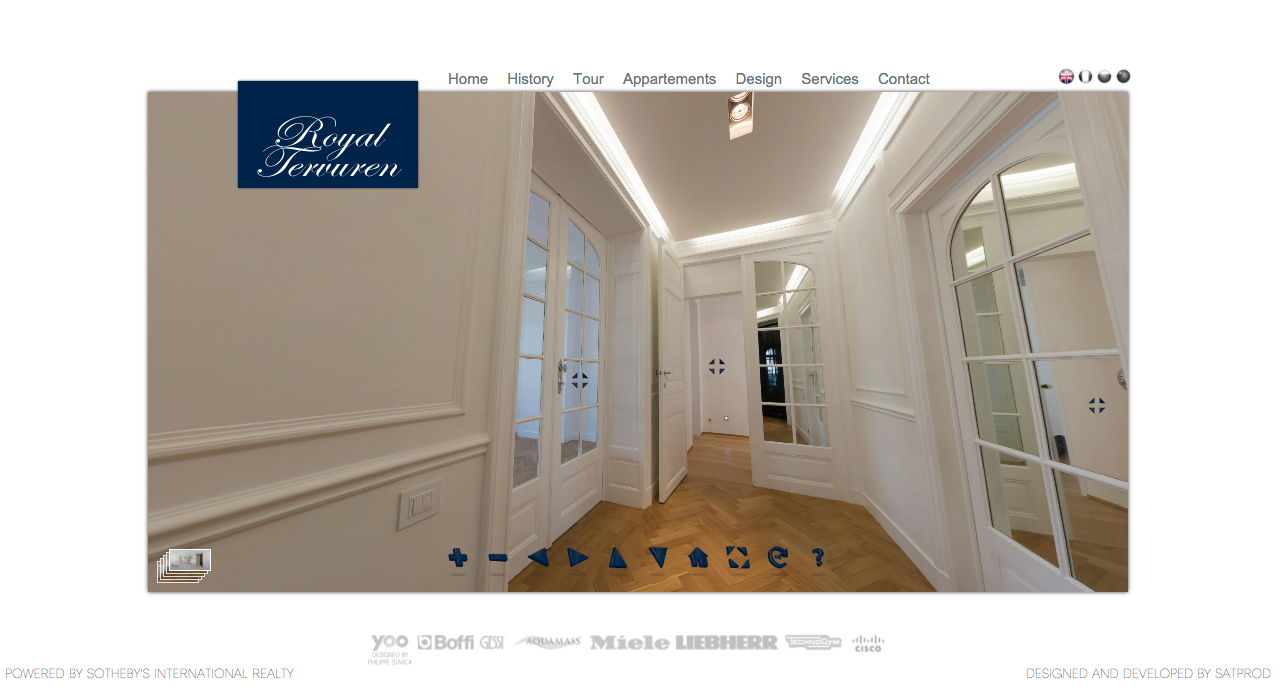 Home History Tour Appartements Design Services Contact
Royal
Tervuren
?
yoo Boffi GESSI AQUAMASS Miele LIEBHERR TECHNOGYM cisco
DESIGNED BY
PHILIPPE STARCK
POWERED BY SOTHEBY'S INTERNATIONAL REALTY
DESIGNED AND DEVELOPED BY SATPROD